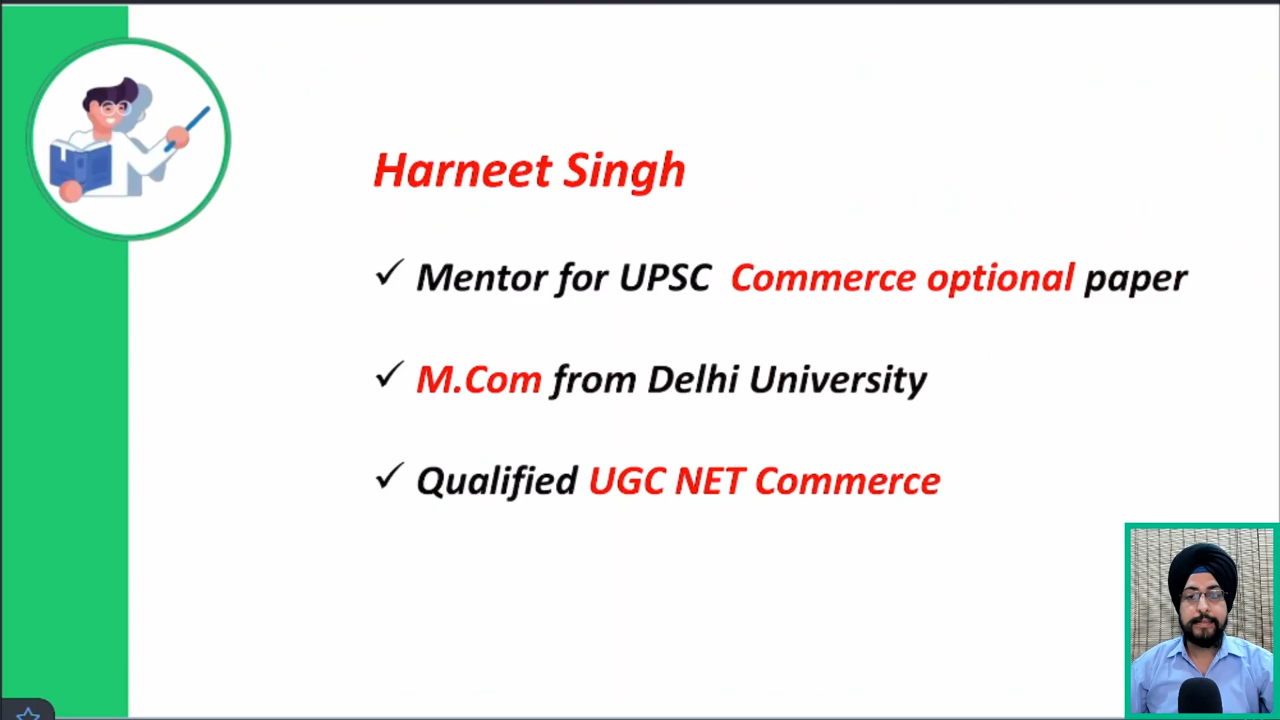 Harneet Singh
✓ Mentor for UPSC Commerce optional paper
✓ M.Com from Delhi University
✓ Qualified UGC NET Commerce